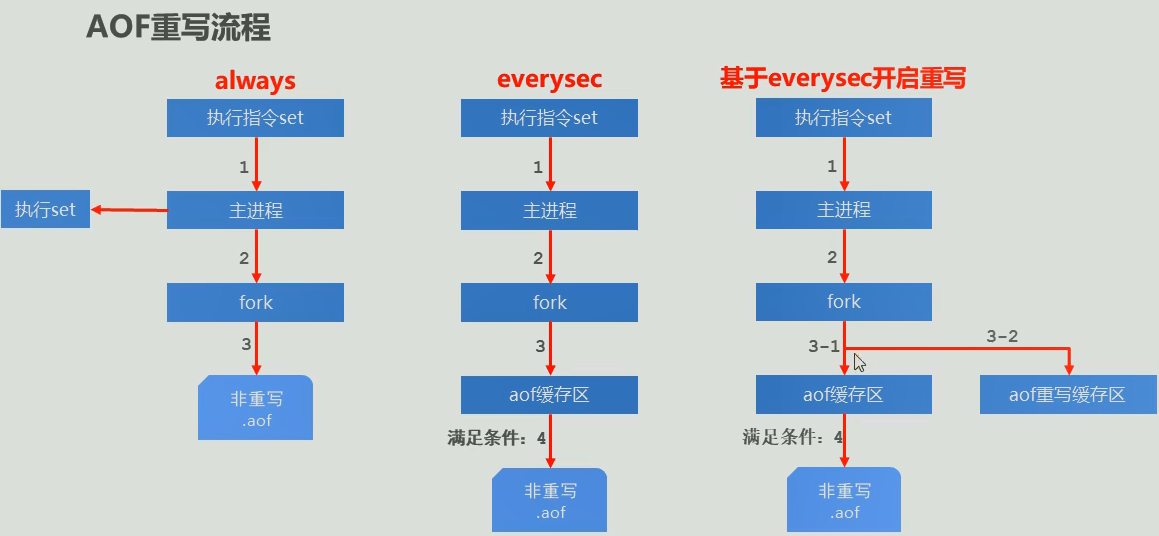 AOF重写流程
always
执行指令set
1
执行set
主进程
2
fork
3
非重写
.aof
everysec
执行指令set
1
主进程
2
fork
3
aof缓存区
满足条件：4
非重写
.aof
基于everysec开启重写
执行指令set
1
主进程
2
fork
3-1
3-2
aof缓存区
aof重写缓存区
满足条件：4
非重写
.aof